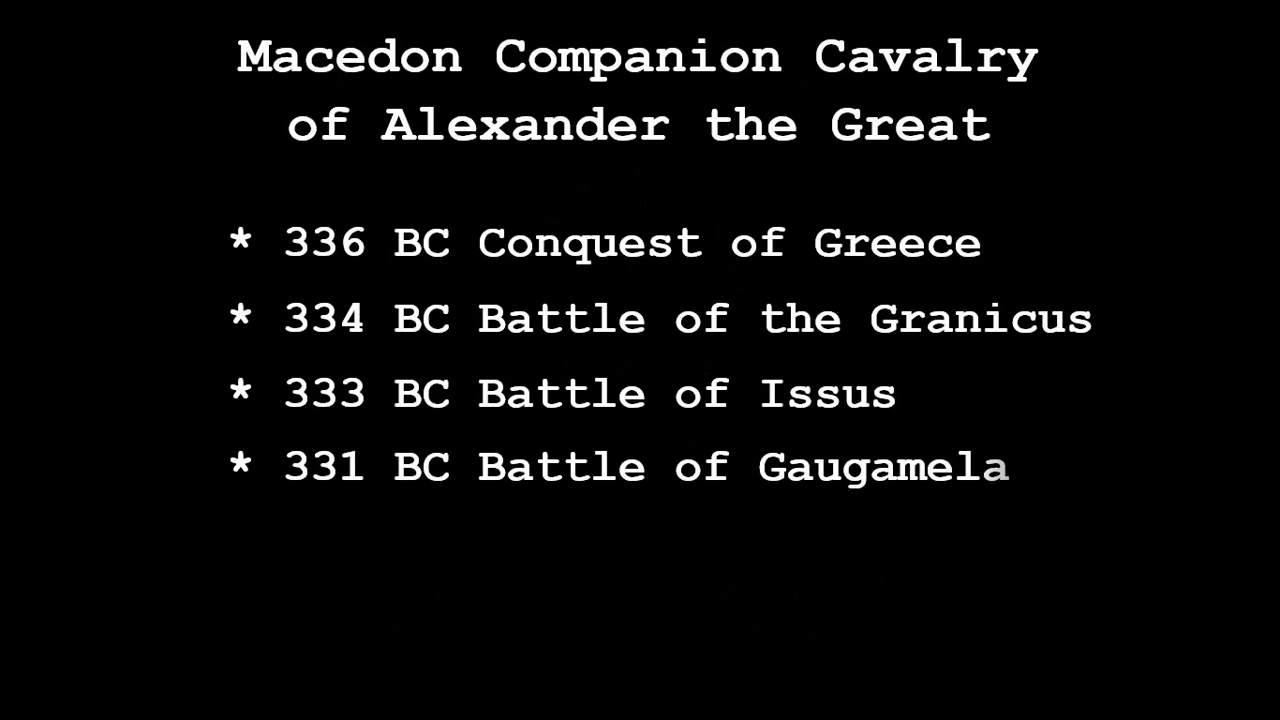 Macedon Companion Cavalry
of Alexander the Great
* 336 BC Conquest of Greece
* 334 BC Battle of the Granicus
* 333 BC Battle of Issus
* 331 BC Battle of Gaugamela